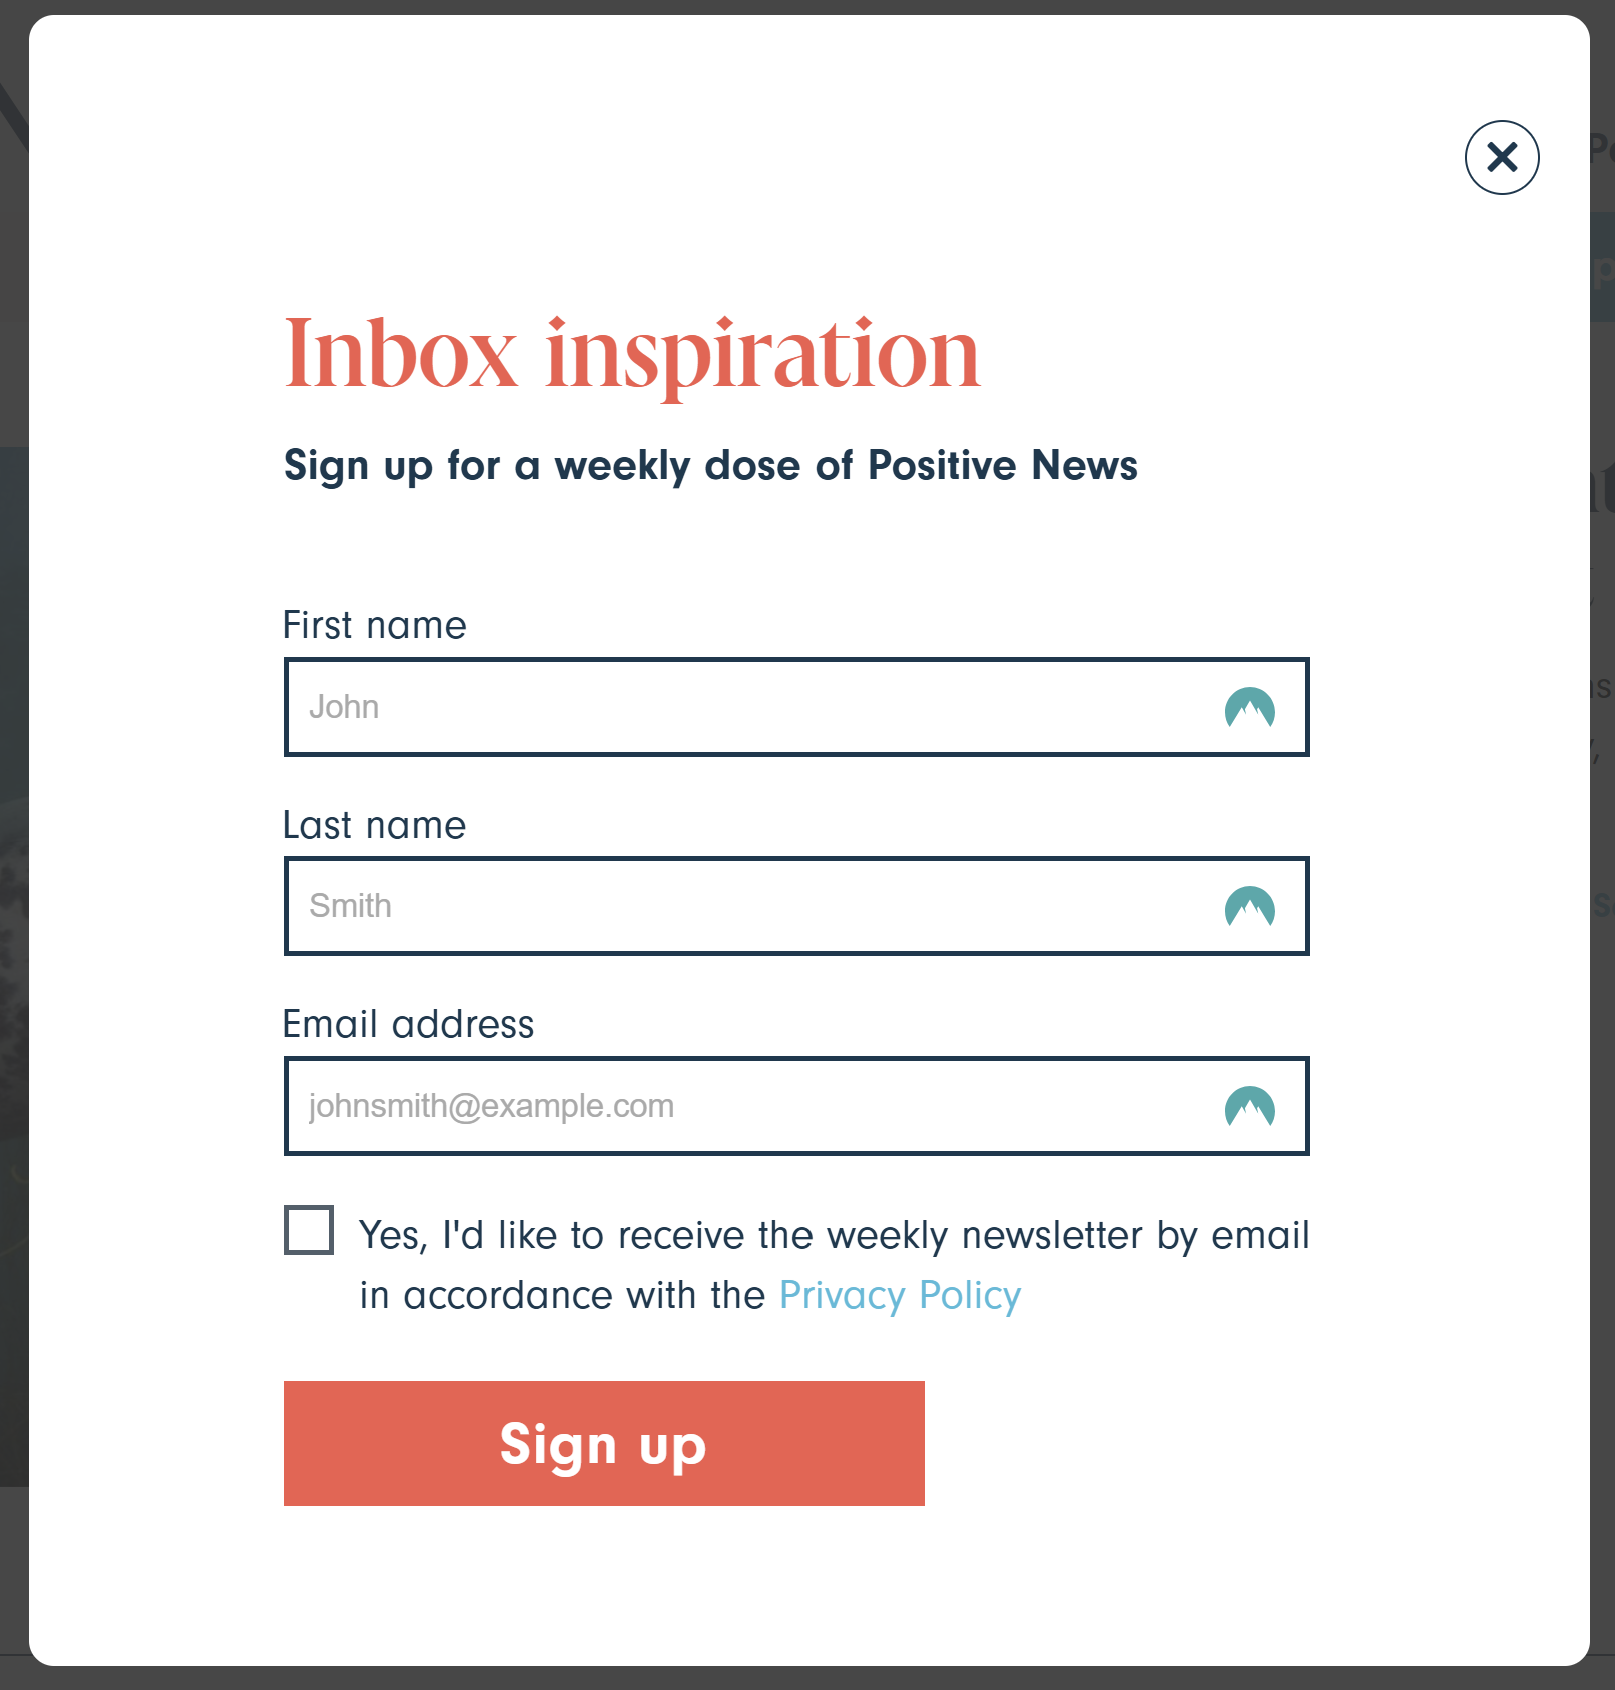 Inbox inspiration
Sign up for a weekly dose of Positive News
First name
John
Last name
Smith
Email address
johnsmith@example.com
Yes, I'd like to receive the weekly newsletter by email
in accordance with the Privacy Policy
Sign up